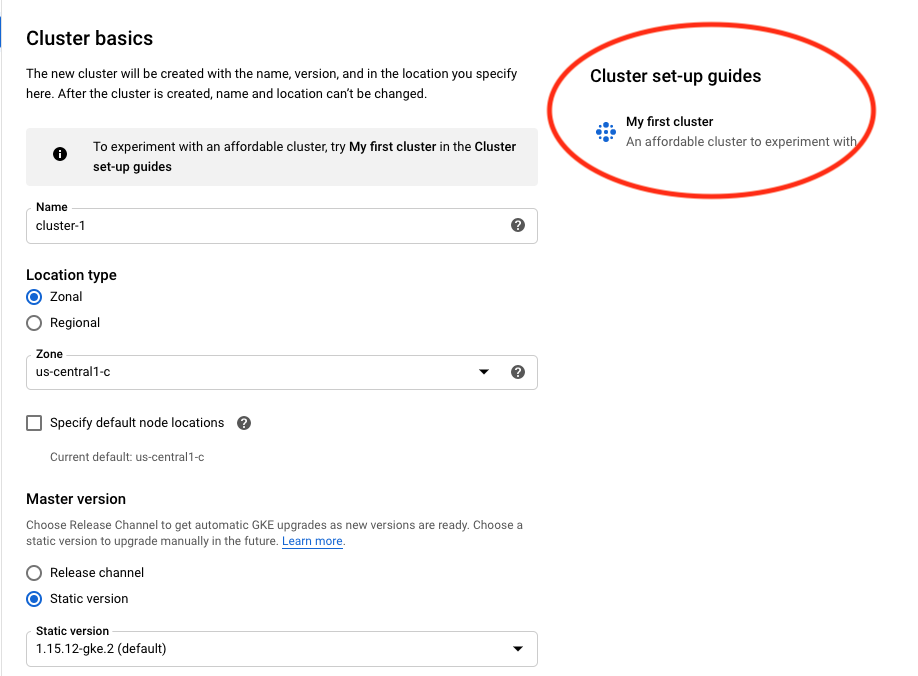 Cluster basics
The new cluster will be created with the name, version, and in the location you specify
here. After the cluster is created, name and location can’t be changed.
To experiment with an affordable cluster, try My first cluster in the Cluster
set-up guides
Name
cluster-1
Location type
Zonal
Regional
Zone
us-central1-c
Specify default node locations
Current default: us-central1-c
Master version
Choose Release Channel to get automatic GKE upgrades as new versions are ready. Choose a
static version to upgrade manually in the future. Learn more.
Release channel
Static version
Static version
1.15.12-gke.2 (default)
Cluster set-up guides
My first cluster
An affordable cluster to experiment with